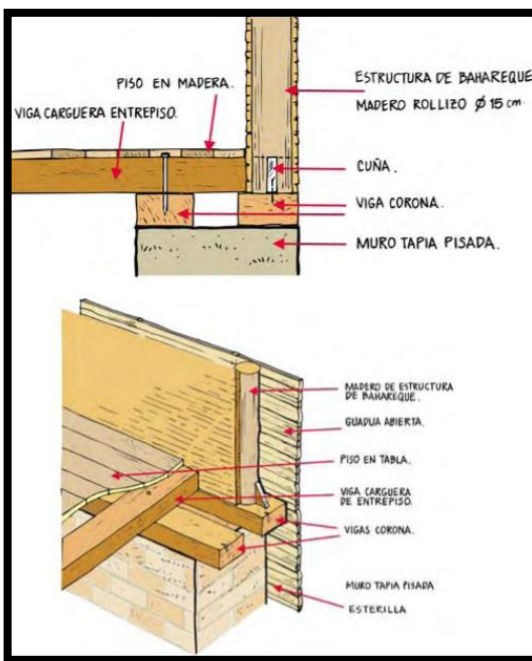 PISO EN MADERA.
VIGA CARGUERA ENTREPISO.
ESTRUCTURA DE BAHAREQUE
MADERO ROLLIZO Ø 15 cm.
CUÑA.
VIGA CORONA.
MURO TAPIA PISADA.
MADERO DE ESTRUCTURA
DE BAHAREQUE.
GUADUA ABIERTA.
PISO EN TABLA.
VIGA CARGUERA
DE ENTREPISO.
VIGAS CORONA.
MURO TAPIA PISADA
ESTERILLA